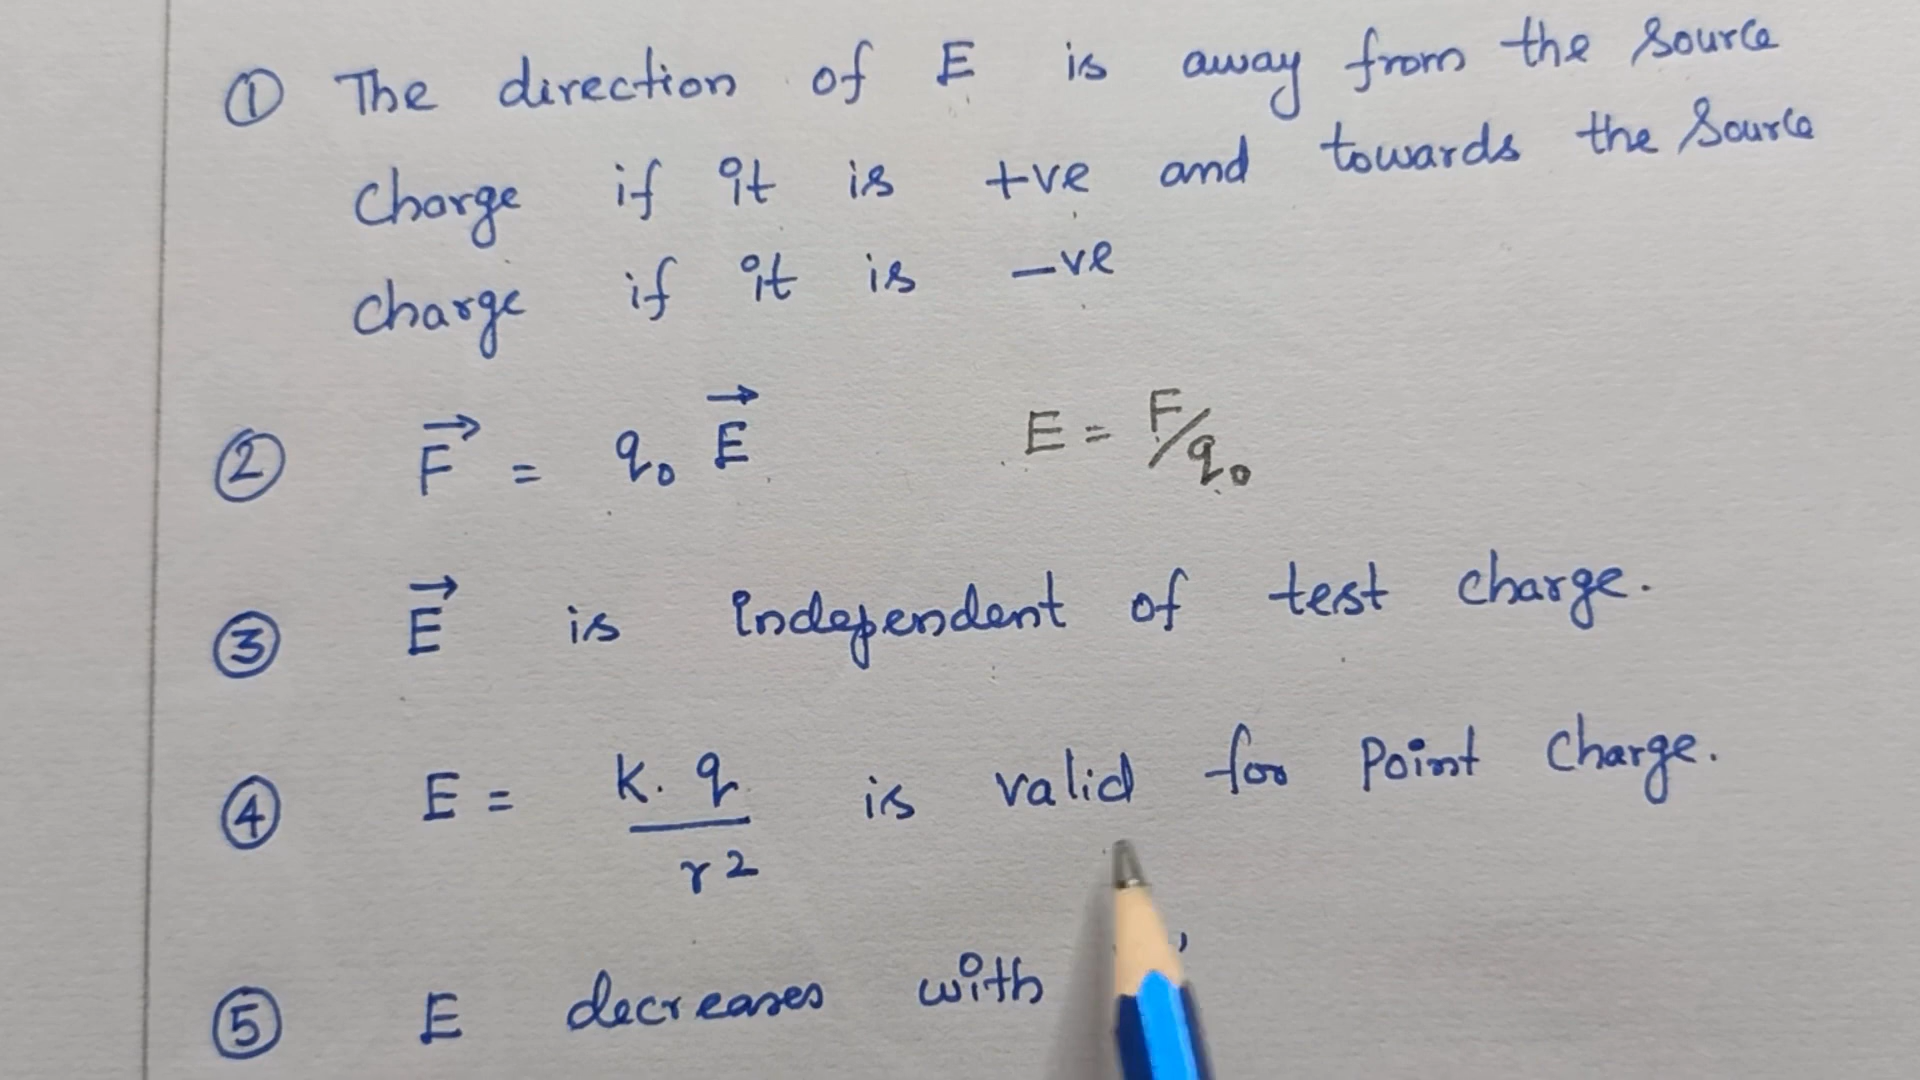 ① The direction of E is away from the source
charge if it is +ve and towards the source
charge if it is -ve
② F⃗ = q₀ E⃗ E = F/q₀
③ E⃗ is independent of test charge.
④ E = K. q / r² is valid for Point charge.
⑤ E decreases with